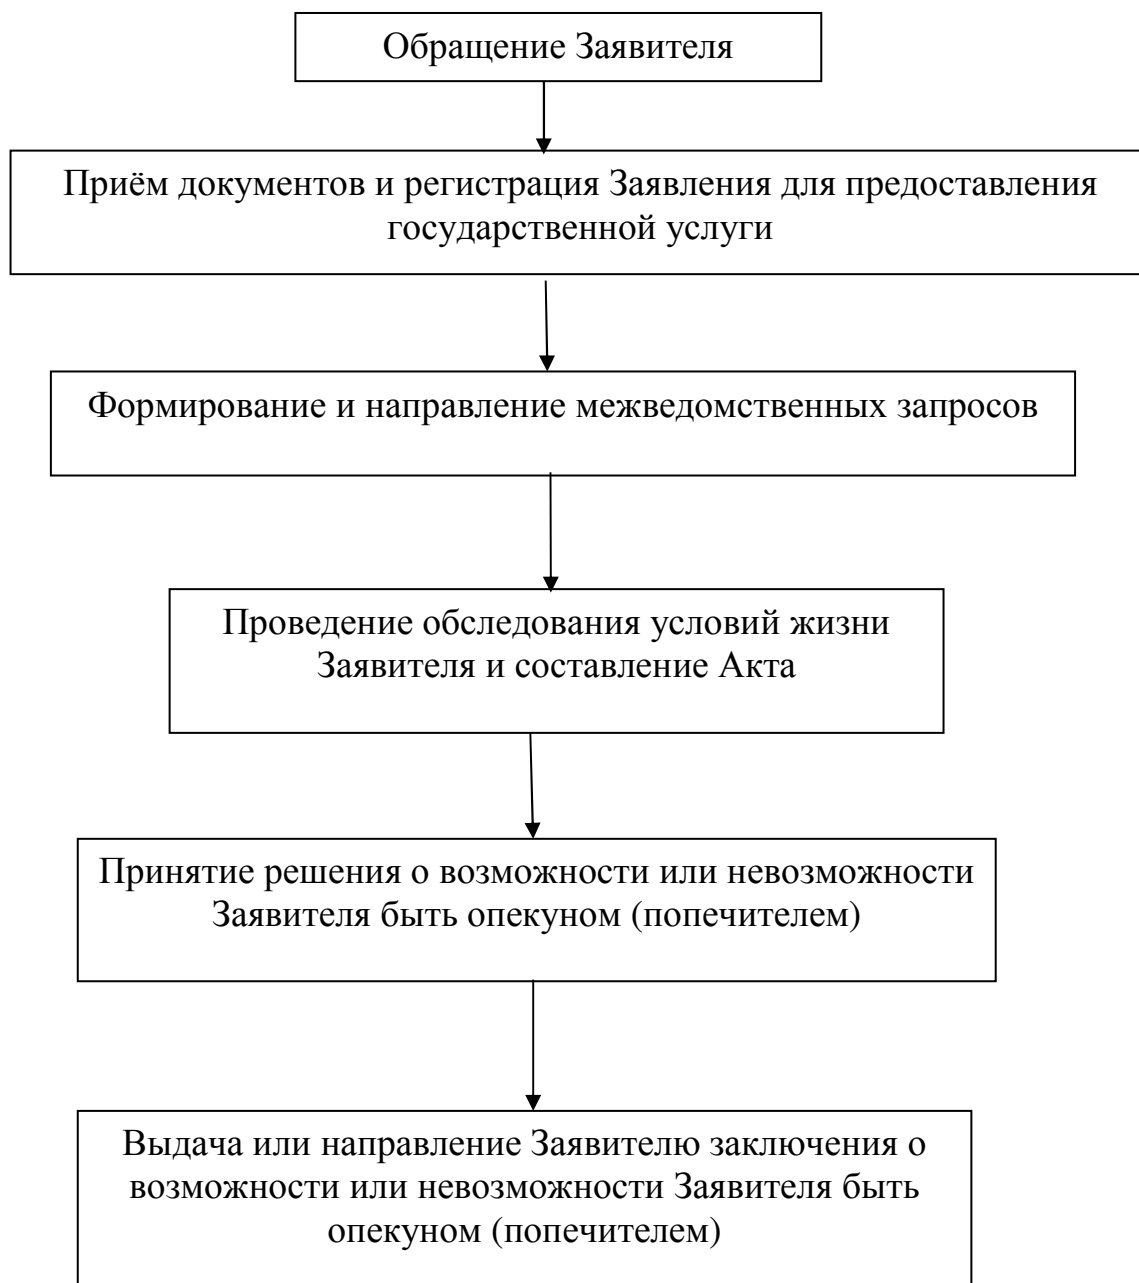 Обращение Заявителя
Приём документов и регистрация Заявления для предоставления
государственной услуги
Формирование и направление межведомственных запросов
Проведение обследования условий жизни
Заявителя и составление Акта
Принятие решения о возможности или невозможности
Заявителя быть опекуном (попечителем)
Выдача или направление Заявителю заключения о
возможности или невозможности Заявителя быть
опекуном (попечителем)